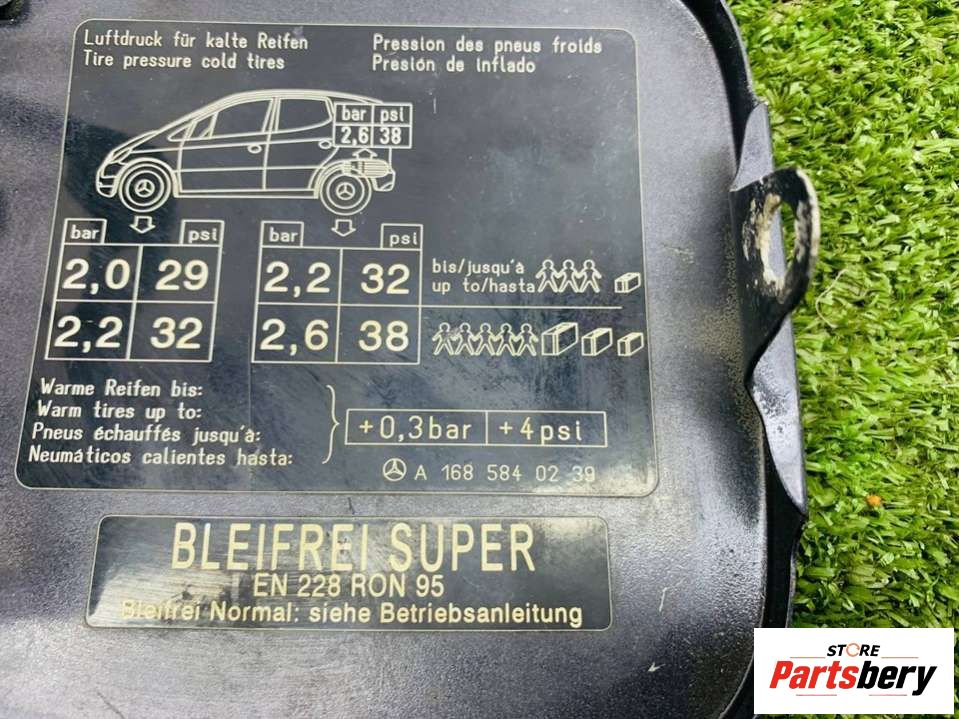 Luftdruck für kalte Reifen
Tire pressure cold tires
Pression des pneus froids
Presión de inflado
bar psi
2,6 38
bar psi
2,0 29
2,2 32
bar psi
2,2 32
2,6 38
bis/jusqu'à
up to/hasta
Warme Reifen bis:
Warm tires up to:
Pneus échauffés jusqu'à:
Neumáticos calientes hasta:
+0,3bar +4psi
A 168 584 02 39
BLEIFREI SUPER
EN 228 RON 95
Bleifrei Normal: siehe Betriebsanleitung
STORE
Partsbery